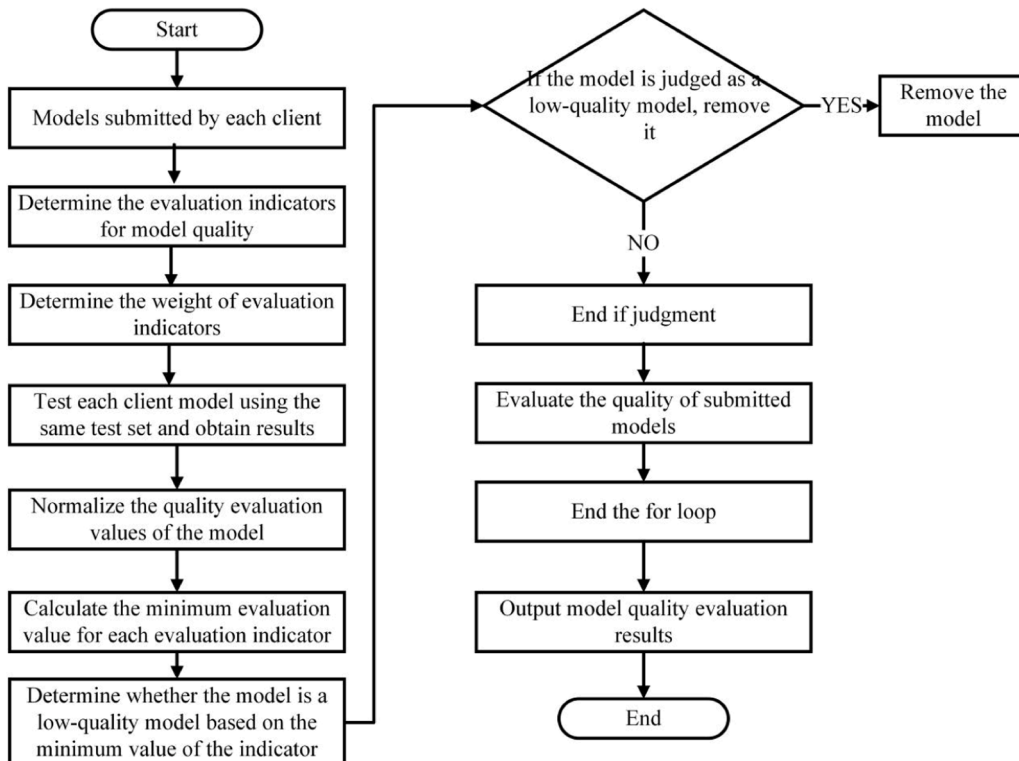 Start
Models submitted by each client
Determine the evaluation indicators
for model quality
Determine the weight of evaluation
indicators
Test each client model using the
same test set and obtain results
Normalize the quality evaluation
values of the model
Calculate the minimum evaluation
value for each evaluation indicator
Determine whether the model is a
low-quality model based on the
minimum value of the indicator
If the model is judged as a
low-quality model, remove
it
YES
Remove the
model
NO
End if judgment
Evaluate the quality of submitted
models
End the for loop
Output model quality evaluation
results
End